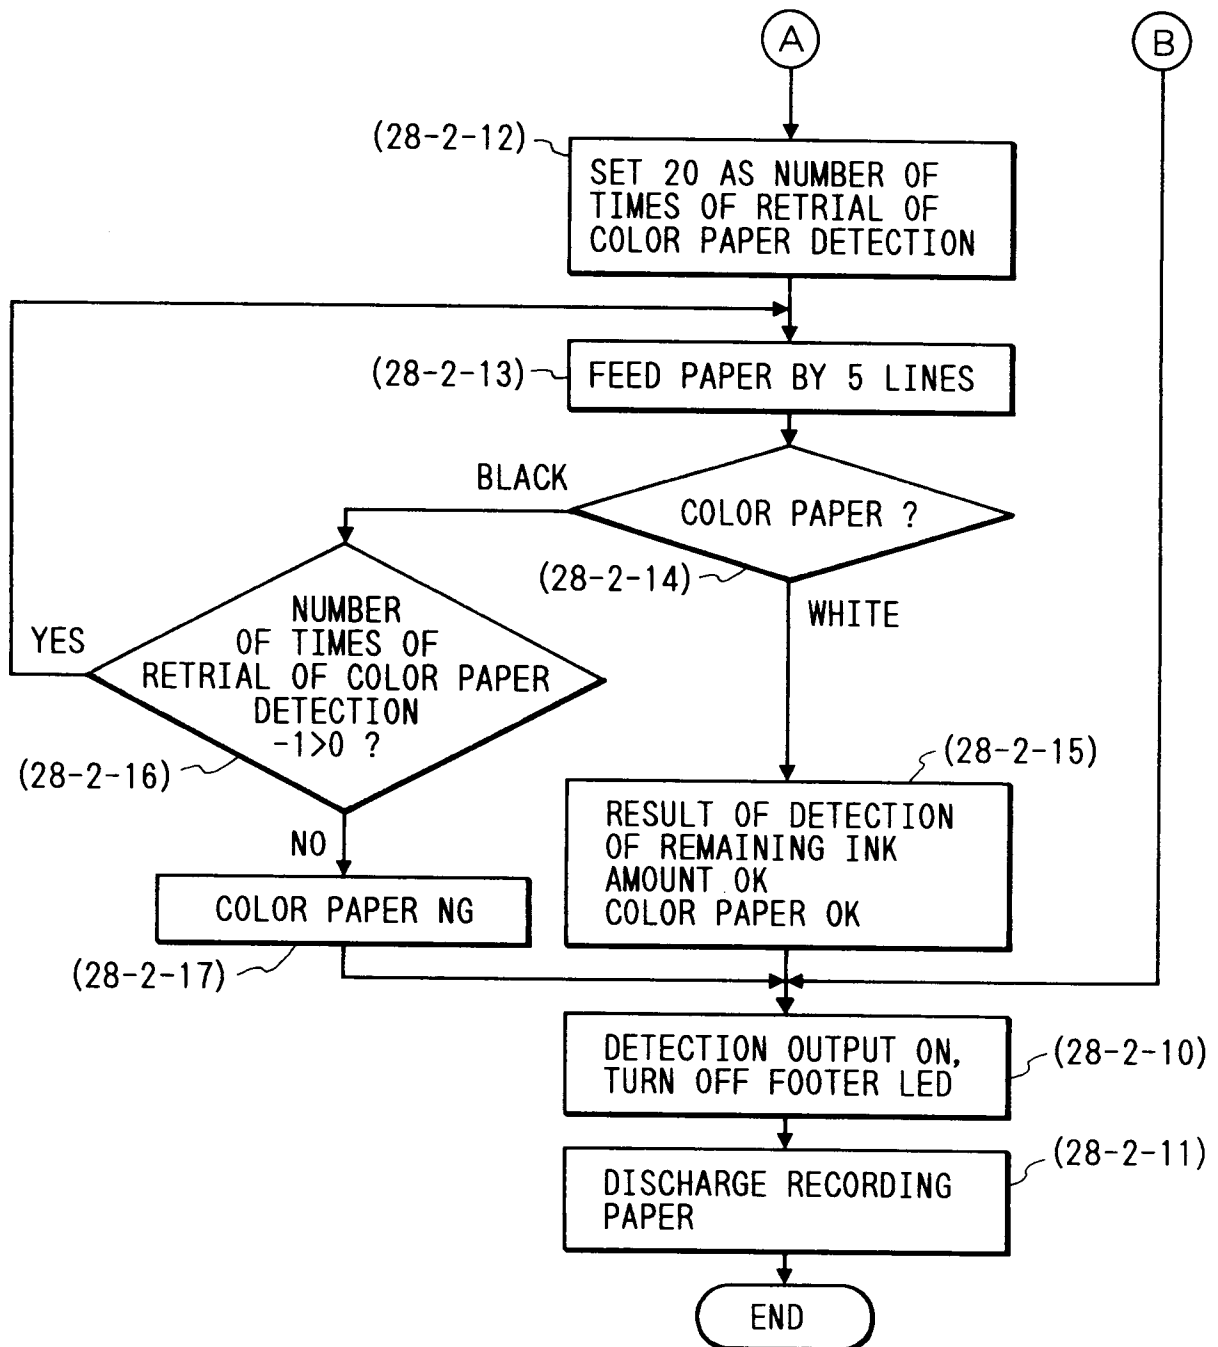 A
B
(28-2-12)
SET 20 AS NUMBER OF
TIMES OF RETRIAL OF
COLOR PAPER DETECTION
(28-2-13)
FEED PAPER BY 5 LINES
BLACK
COLOR PAPER ?
(28-2-14)
WHITE
YES
NUMBER
OF TIMES OF
RETRIAL OF COLOR PAPER
DETECTION
-1>0 ?
(28-2-16)
NO
(28-2-15)
RESULT OF DETECTION
OF REMAINING INK
AMOUNT OK
COLOR PAPER OK
COLOR PAPER NG
(28-2-17)
DETECTION OUTPUT ON,
TURN OFF FOOTER LED
(28-2-10)
DISCHARGE RECORDING
PAPER
(28-2-11)
END